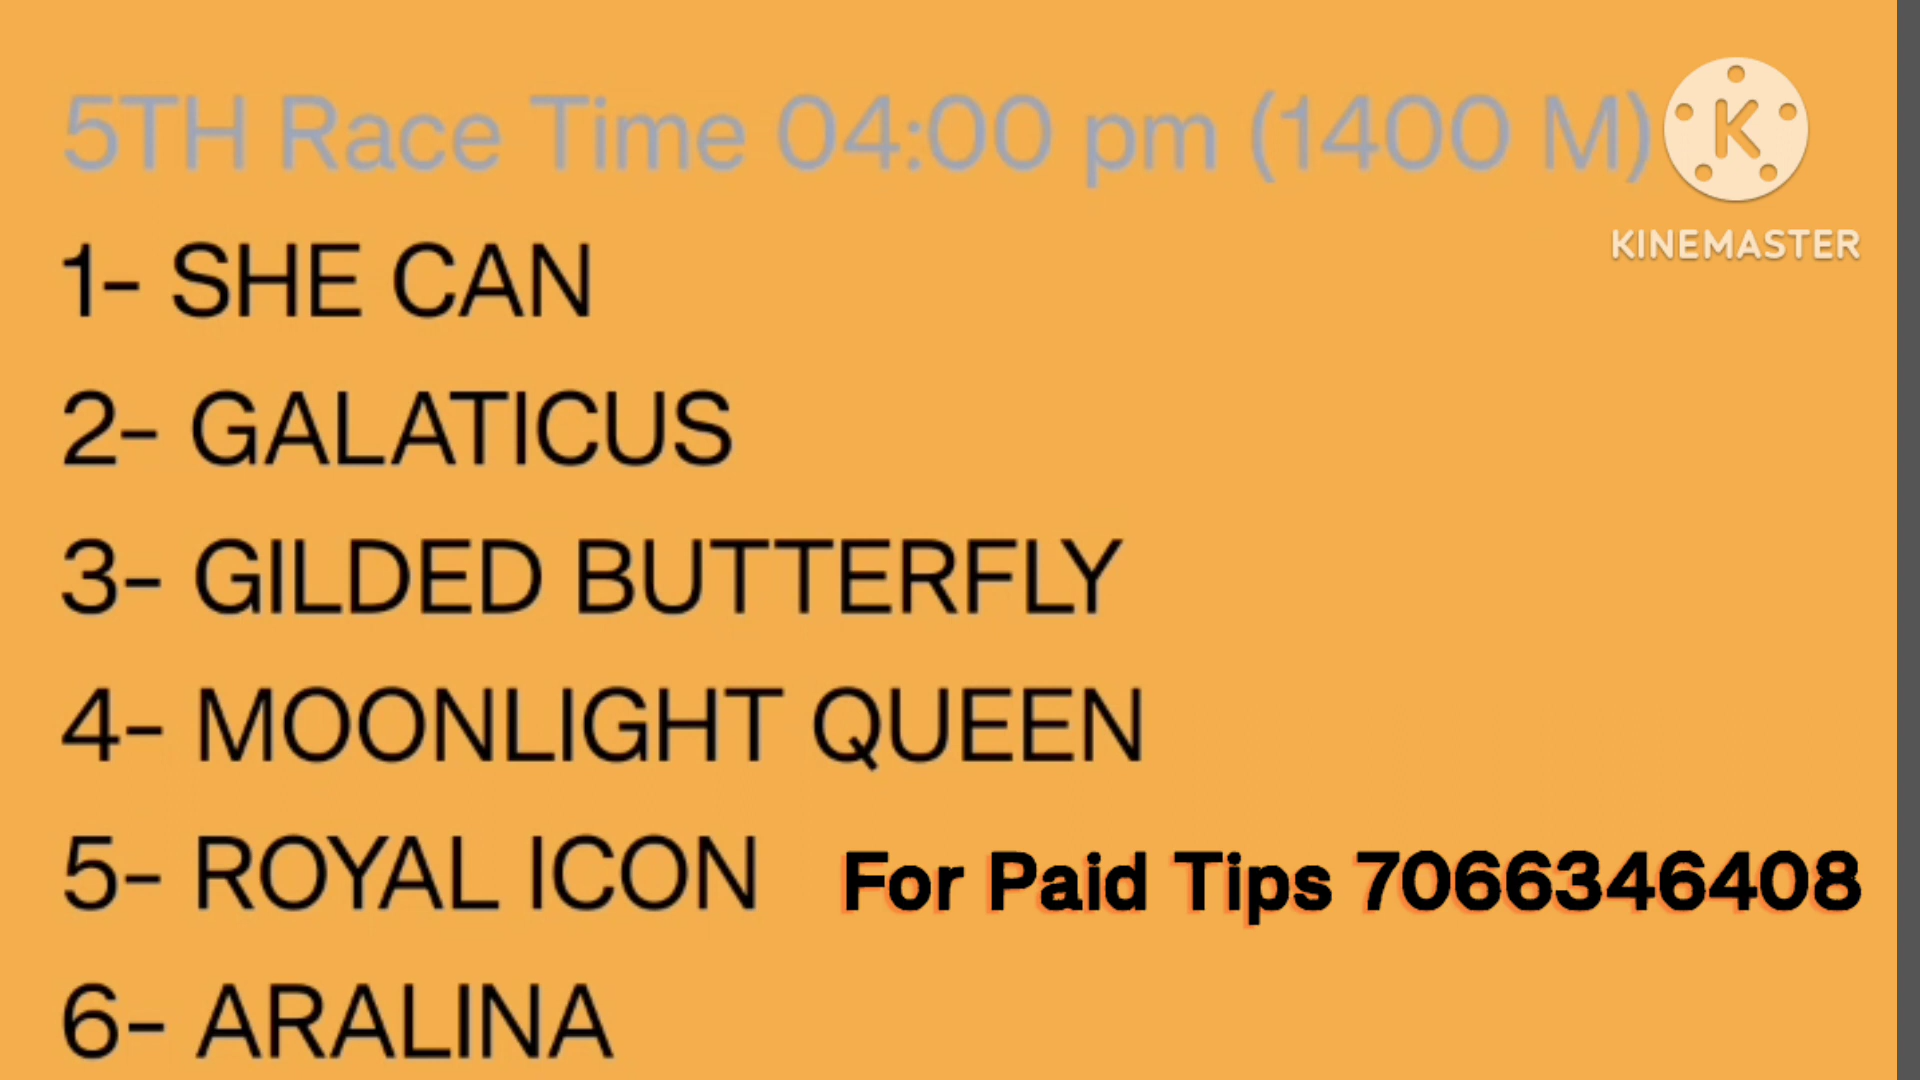 5TH Race Time 04:00 pm (1400 M)
K
KINEMASTER
1- SHE CAN
2- GALATICUS
3- GILDED BUTTERFLY
4- MOONLIGHT QUEEN
5- ROYAL ICON
For Paid Tips 7066346408
6- ARALINA